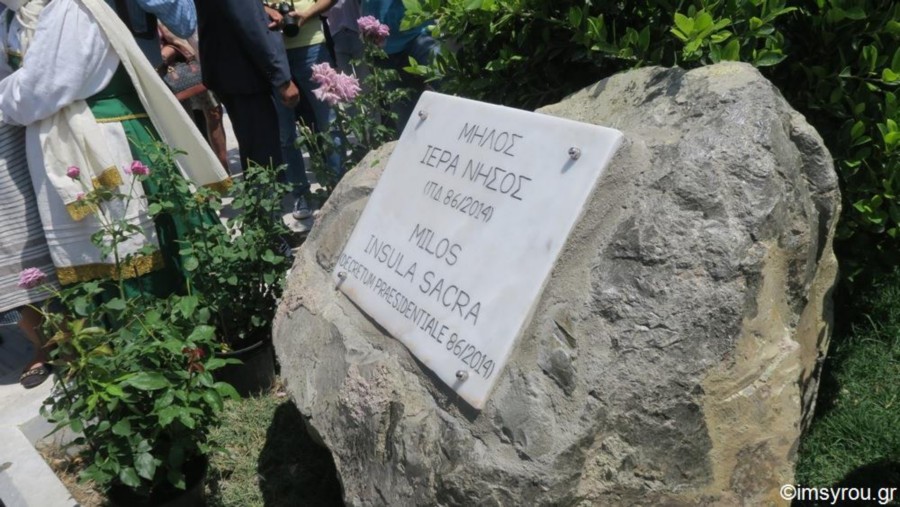 ΜΗΛΟΣ
ΙΕΡΑ ΝΗΣΟΣ
(ΠΔ 86/2014)
MILOS
INSULA SACRA
(DECRETUM PRAESIDENTIALE 86/2014)
©imsyrou.gr